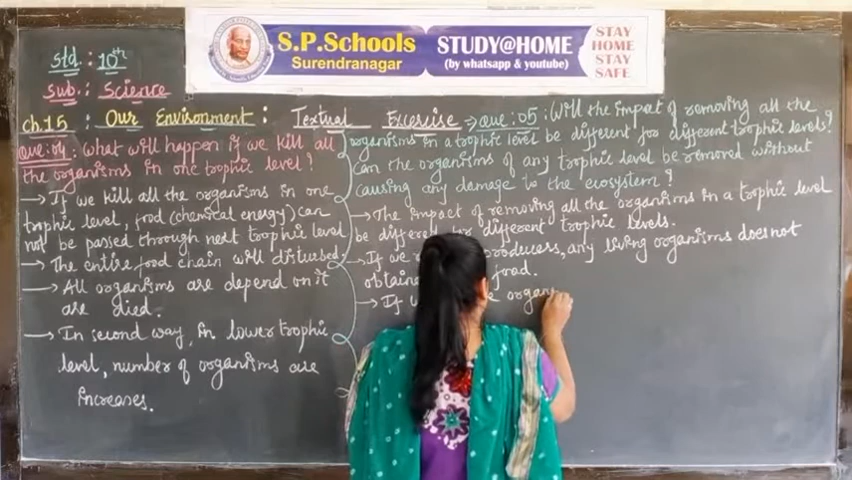 S.P.Schools
Surendranagar
STUDY@HOME
(by whatsapp & youtube)
STAY
HOME
STAY
SAFE
Std : 10th
Sub : Science
Ch.15 : Our Environment : Textual Excersise
Que:04 : What will happen if we kill all
the organisms in one trophic level?
→ If we kill all the organisms in one
trophic level, food (chemical energy) can
not be passed through next trophic level
→ The entire food chain will disturbed.
→ All organisms are depend on it
are died.
→ In second way, in lower trophic
level, number of organisms are
increases.
→ Que:05 : Will the impact of removing all the
organisms in a trophic level be different for different trophic levels?
Can the organisms of any trophic level be removed without
causing any damage to the ecosystem?
→ The impact of removing all the organisms in a trophic level
be different for different trophic levels.
→ If we producers, any living organisms does not
food.
→ If organ